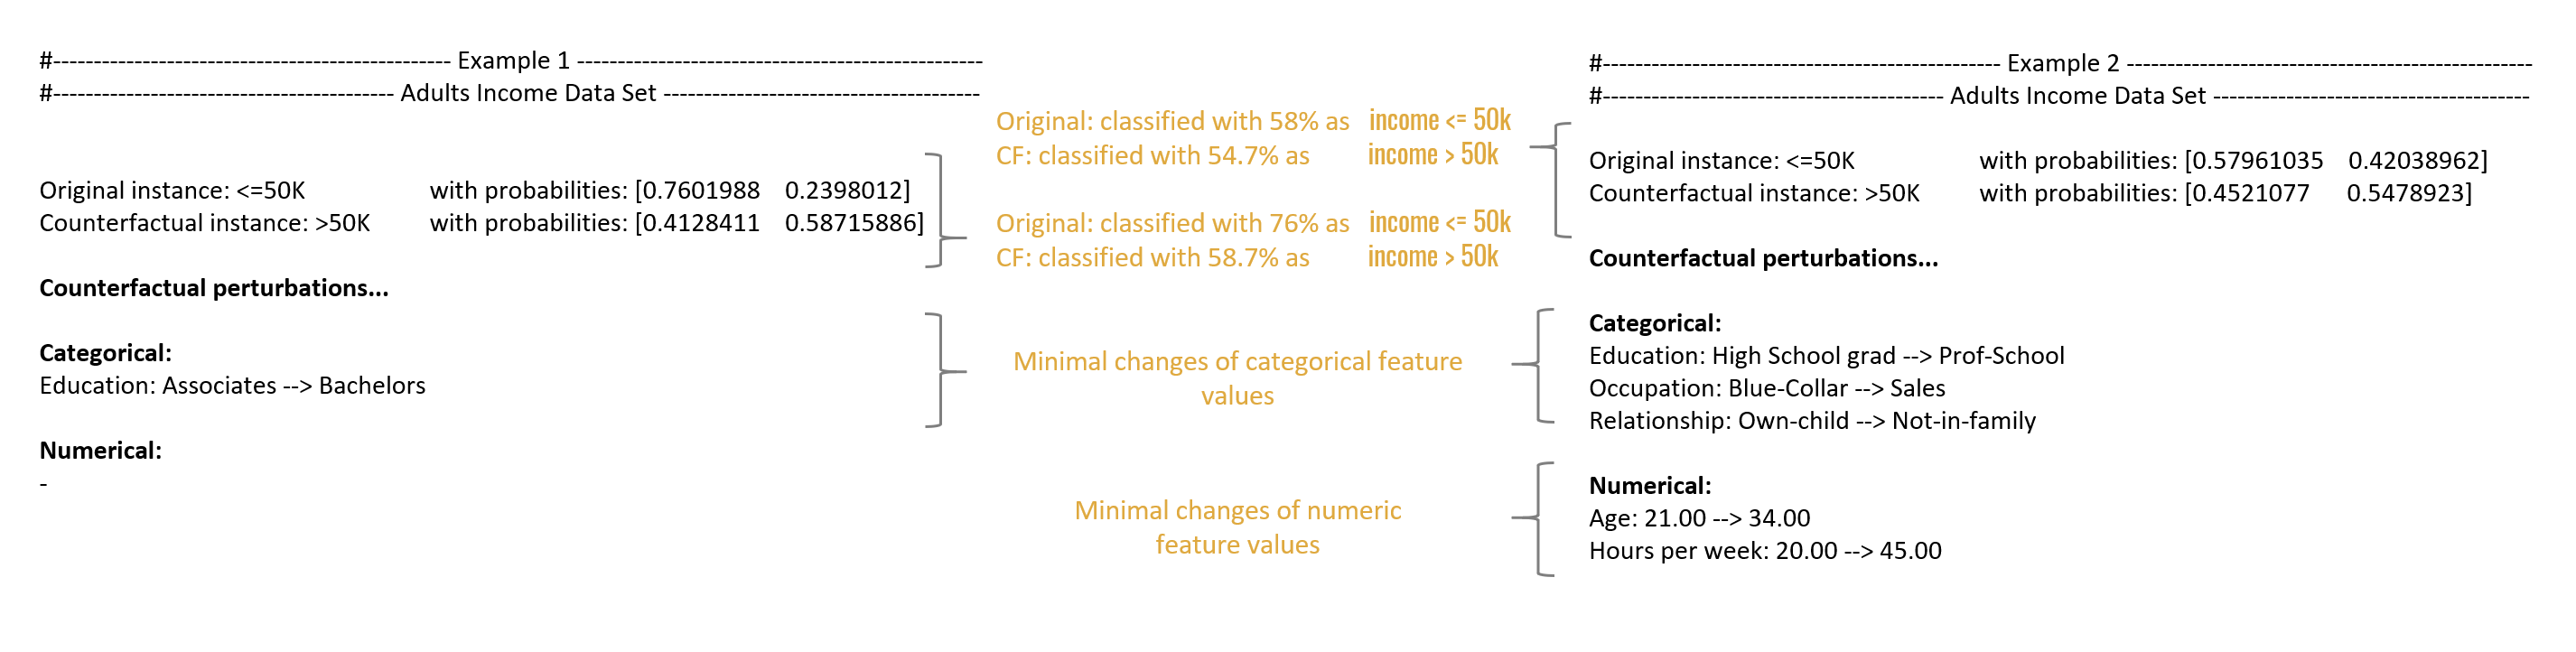 #------------------------------------------------ Example 1 -------------------------------------------------
#----------------------------------------- Adults Income Data Set --------------------------------------
Original instance: <=50K with probabilities: [0.7601988 0.2398012]
Counterfactual instance: >50K with probabilities: [0.4128411 0.58715886]
Counterfactual perturbations...
Categorical:
Education: Associates --> Bachelors
Numerical:
-
Original: classified with 58% as income <= 50k
CF: classified with 54.7% as income > 50k
Original: classified with 76% as income <= 50k
CF: classified with 58.7% as income > 50k
Minimal changes of categorical feature
values
Minimal changes of numeric
feature values
#------------------------------------------------ Example 2 -------------------------------------------------
#----------------------------------------- Adults Income Data Set --------------------------------------
Original instance: <=50K with probabilities: [0.57961035 0.42038962]
Counterfactual instance: >50K with probabilities: [0.4521077 0.5478923]
Counterfactual perturbations...
Categorical:
Education: High School grad --> Prof-School
Occupation: Blue-Collar --> Sales
Relationship: Own-child --> Not-in-family
Numerical:
Age: 21.00 --> 34.00
Hours per week: 20.00 --> 45.00